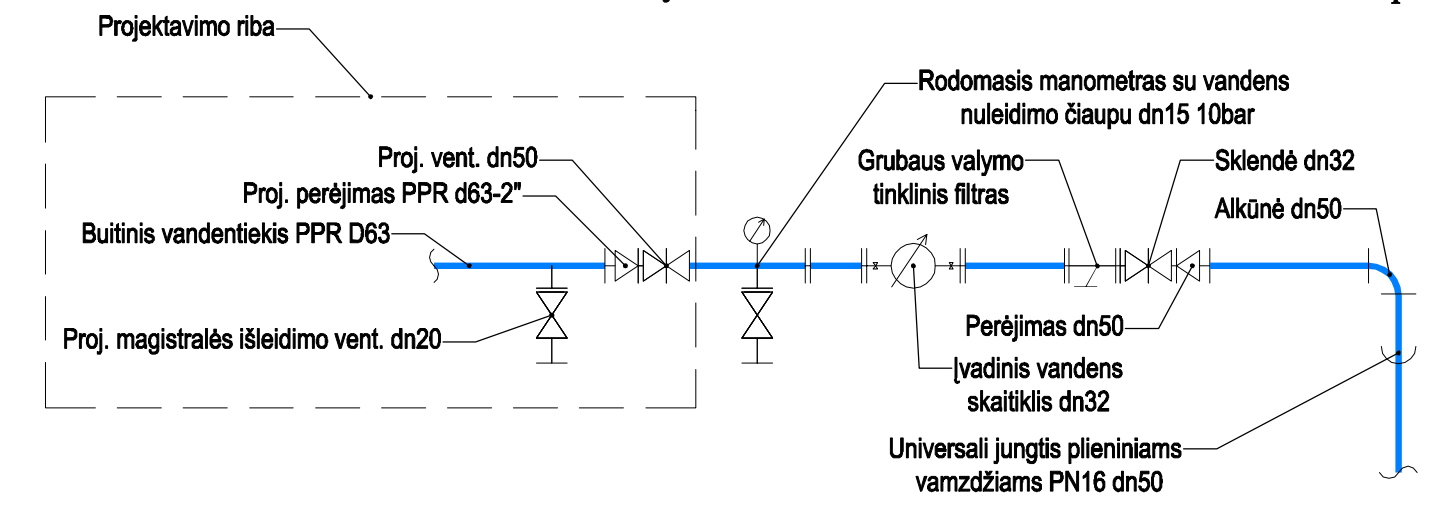 Projektavimo riba
Rodomasis manometras su vandens
nuleidimo čiaupu dn15 10bar
Proj. vent. dn50
Grubaus valymo
tinklinis filtras
Sklendė dn32
Proj. perėjimas PPR d63-2"
Alkūnė dn50
Buitinis vandentiekis PPR D63
Proj. magistralės išleidimo vent. dn20
Perėjimas dn50
Įvadinis vandens
skaitiklis dn32
Universali jungtis plieniniams
vamzdžiams PN16 dn50